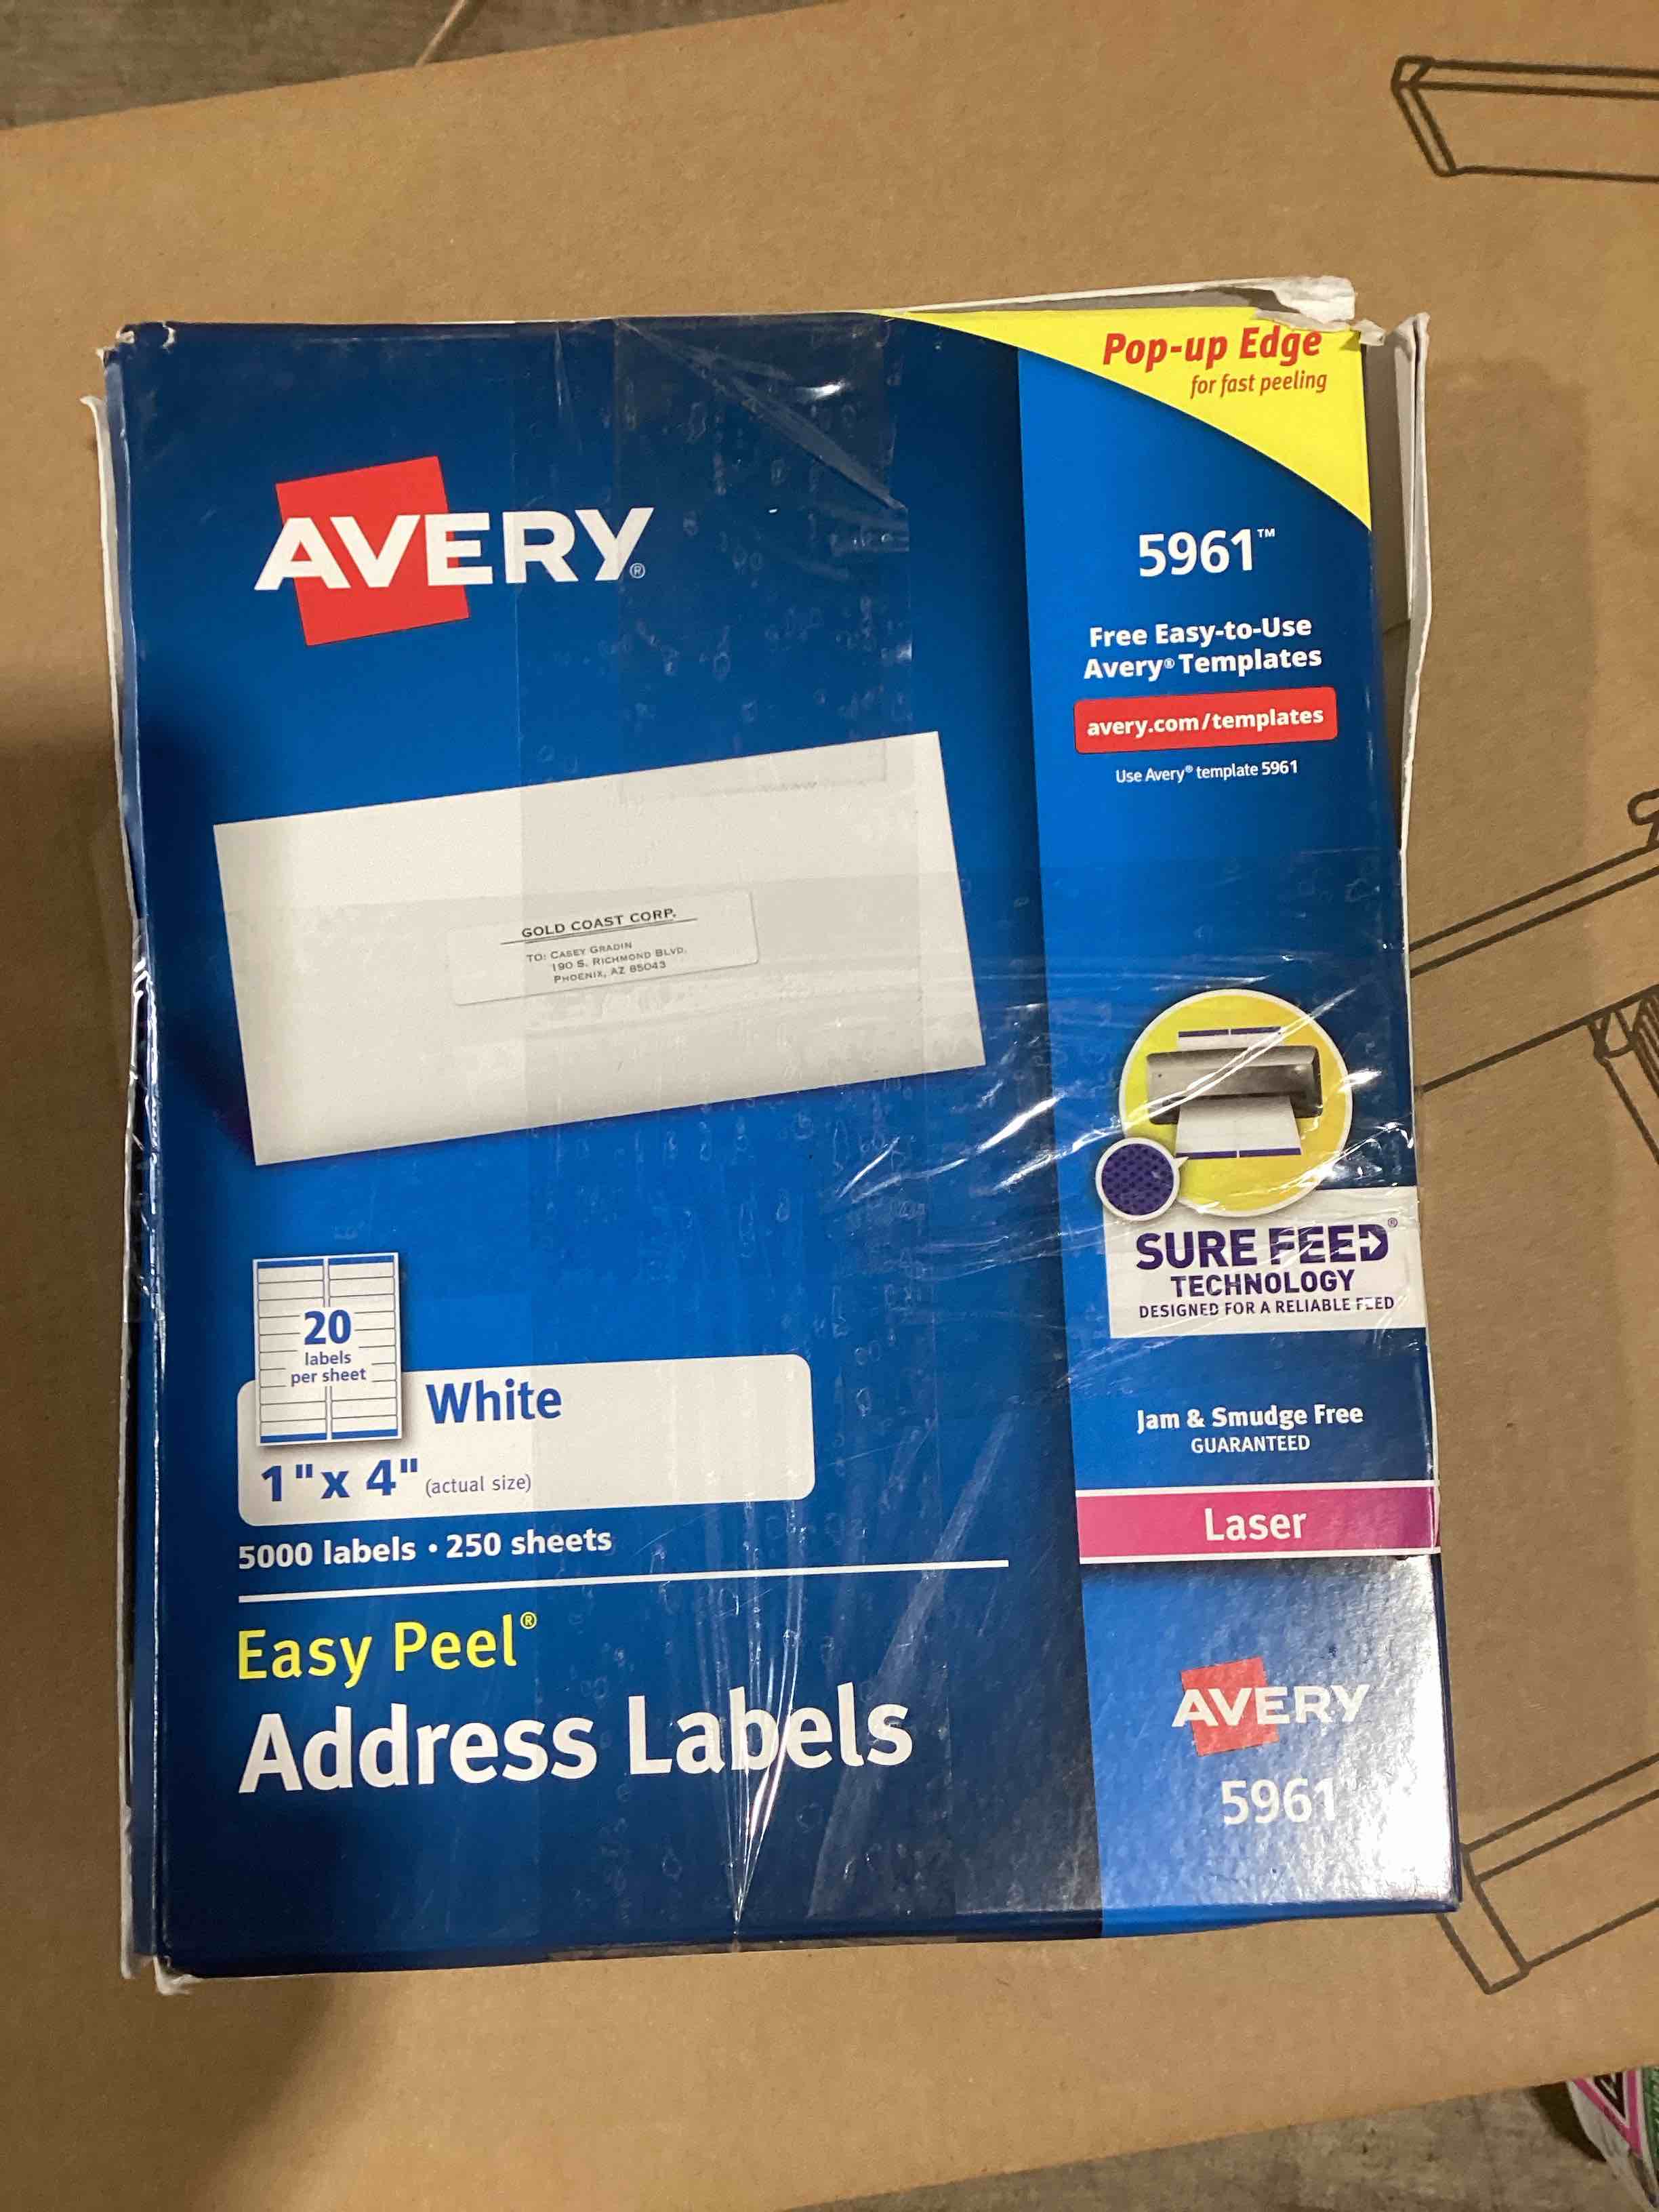 Pop-up Edge
for fast peeling
AVERY®
5961™
Free Easy-to-Use
Avery® Templates
avery.com/templates
Use Avery® template 5961
GOLD COAST CORP.
TO: CASEY GRADIN
190 S. RICHMOND BLVD.
PHOENIX, AZ 85043
SURE FEED®
TECHNOLOGY
DESIGNED FOR A RELIABLE FEED
20
labels
per sheet
White
1" x 4" (actual size)
5000 labels • 250 sheets
Jam & Smudge Free
GUARANTEED
Laser
Easy Peel®
Address Labels
AVERY
5961